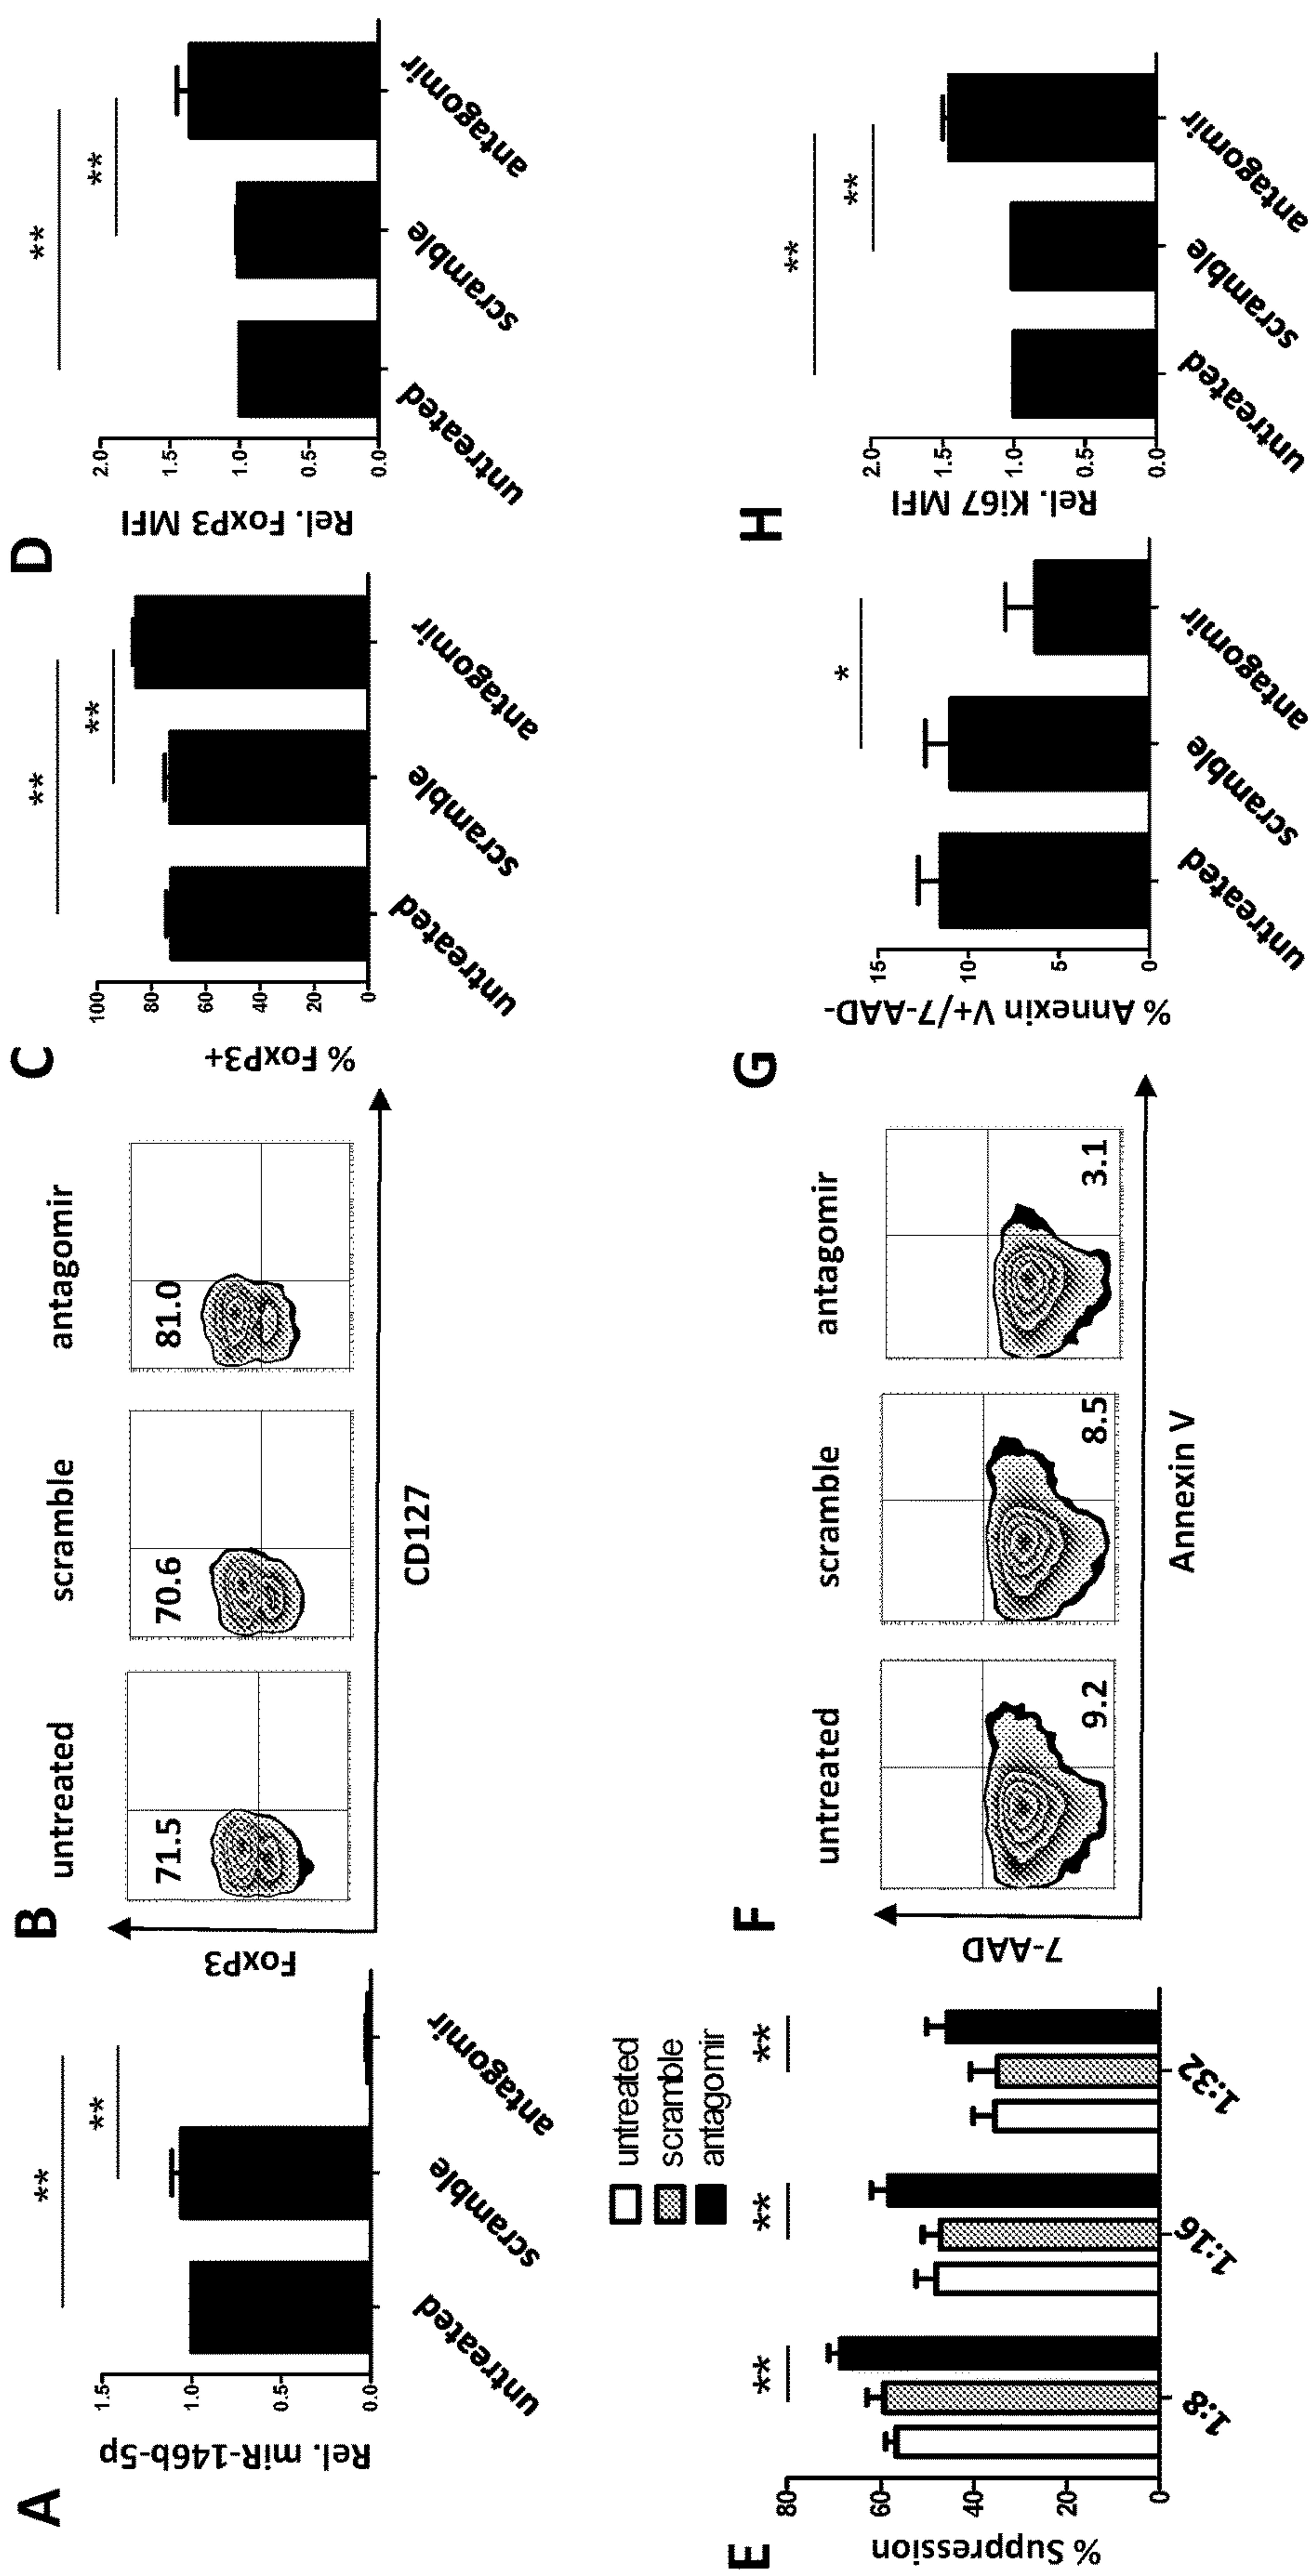 A
Rel. miR-146b-5p
1.5
1.0
0.5
0.0
**
**
untreated
scramble
antagomir
B
untreated
scramble
antagomir
71.5
70.6
81.0
FoxP3
CD127
C
% FoxP3+
100
80
60
40
20
0
**
**
untreated
scramble
antagomir
D
Rel. FoxP3 MFI
2.0
1.5
1.0
0.5
0.0
**
**
untreated
scramble
antagomir
E
untreated
scramble
antagomir
% Suppression
80
60
40
20
0
**
**
**
1:8
1:16
1:32
F
untreated
scramble
antagomir
9.2
8.5
3.1
7-AAD
Annexin V
G
% Annexin V+/7-AAD-
15
10
5
0
*
untreated
scramble
antagomir
H
Rel. Ki67 MFI
2.0
1.5
1.0
0.5
0.0
**
**
untreated
scramble
antagomir